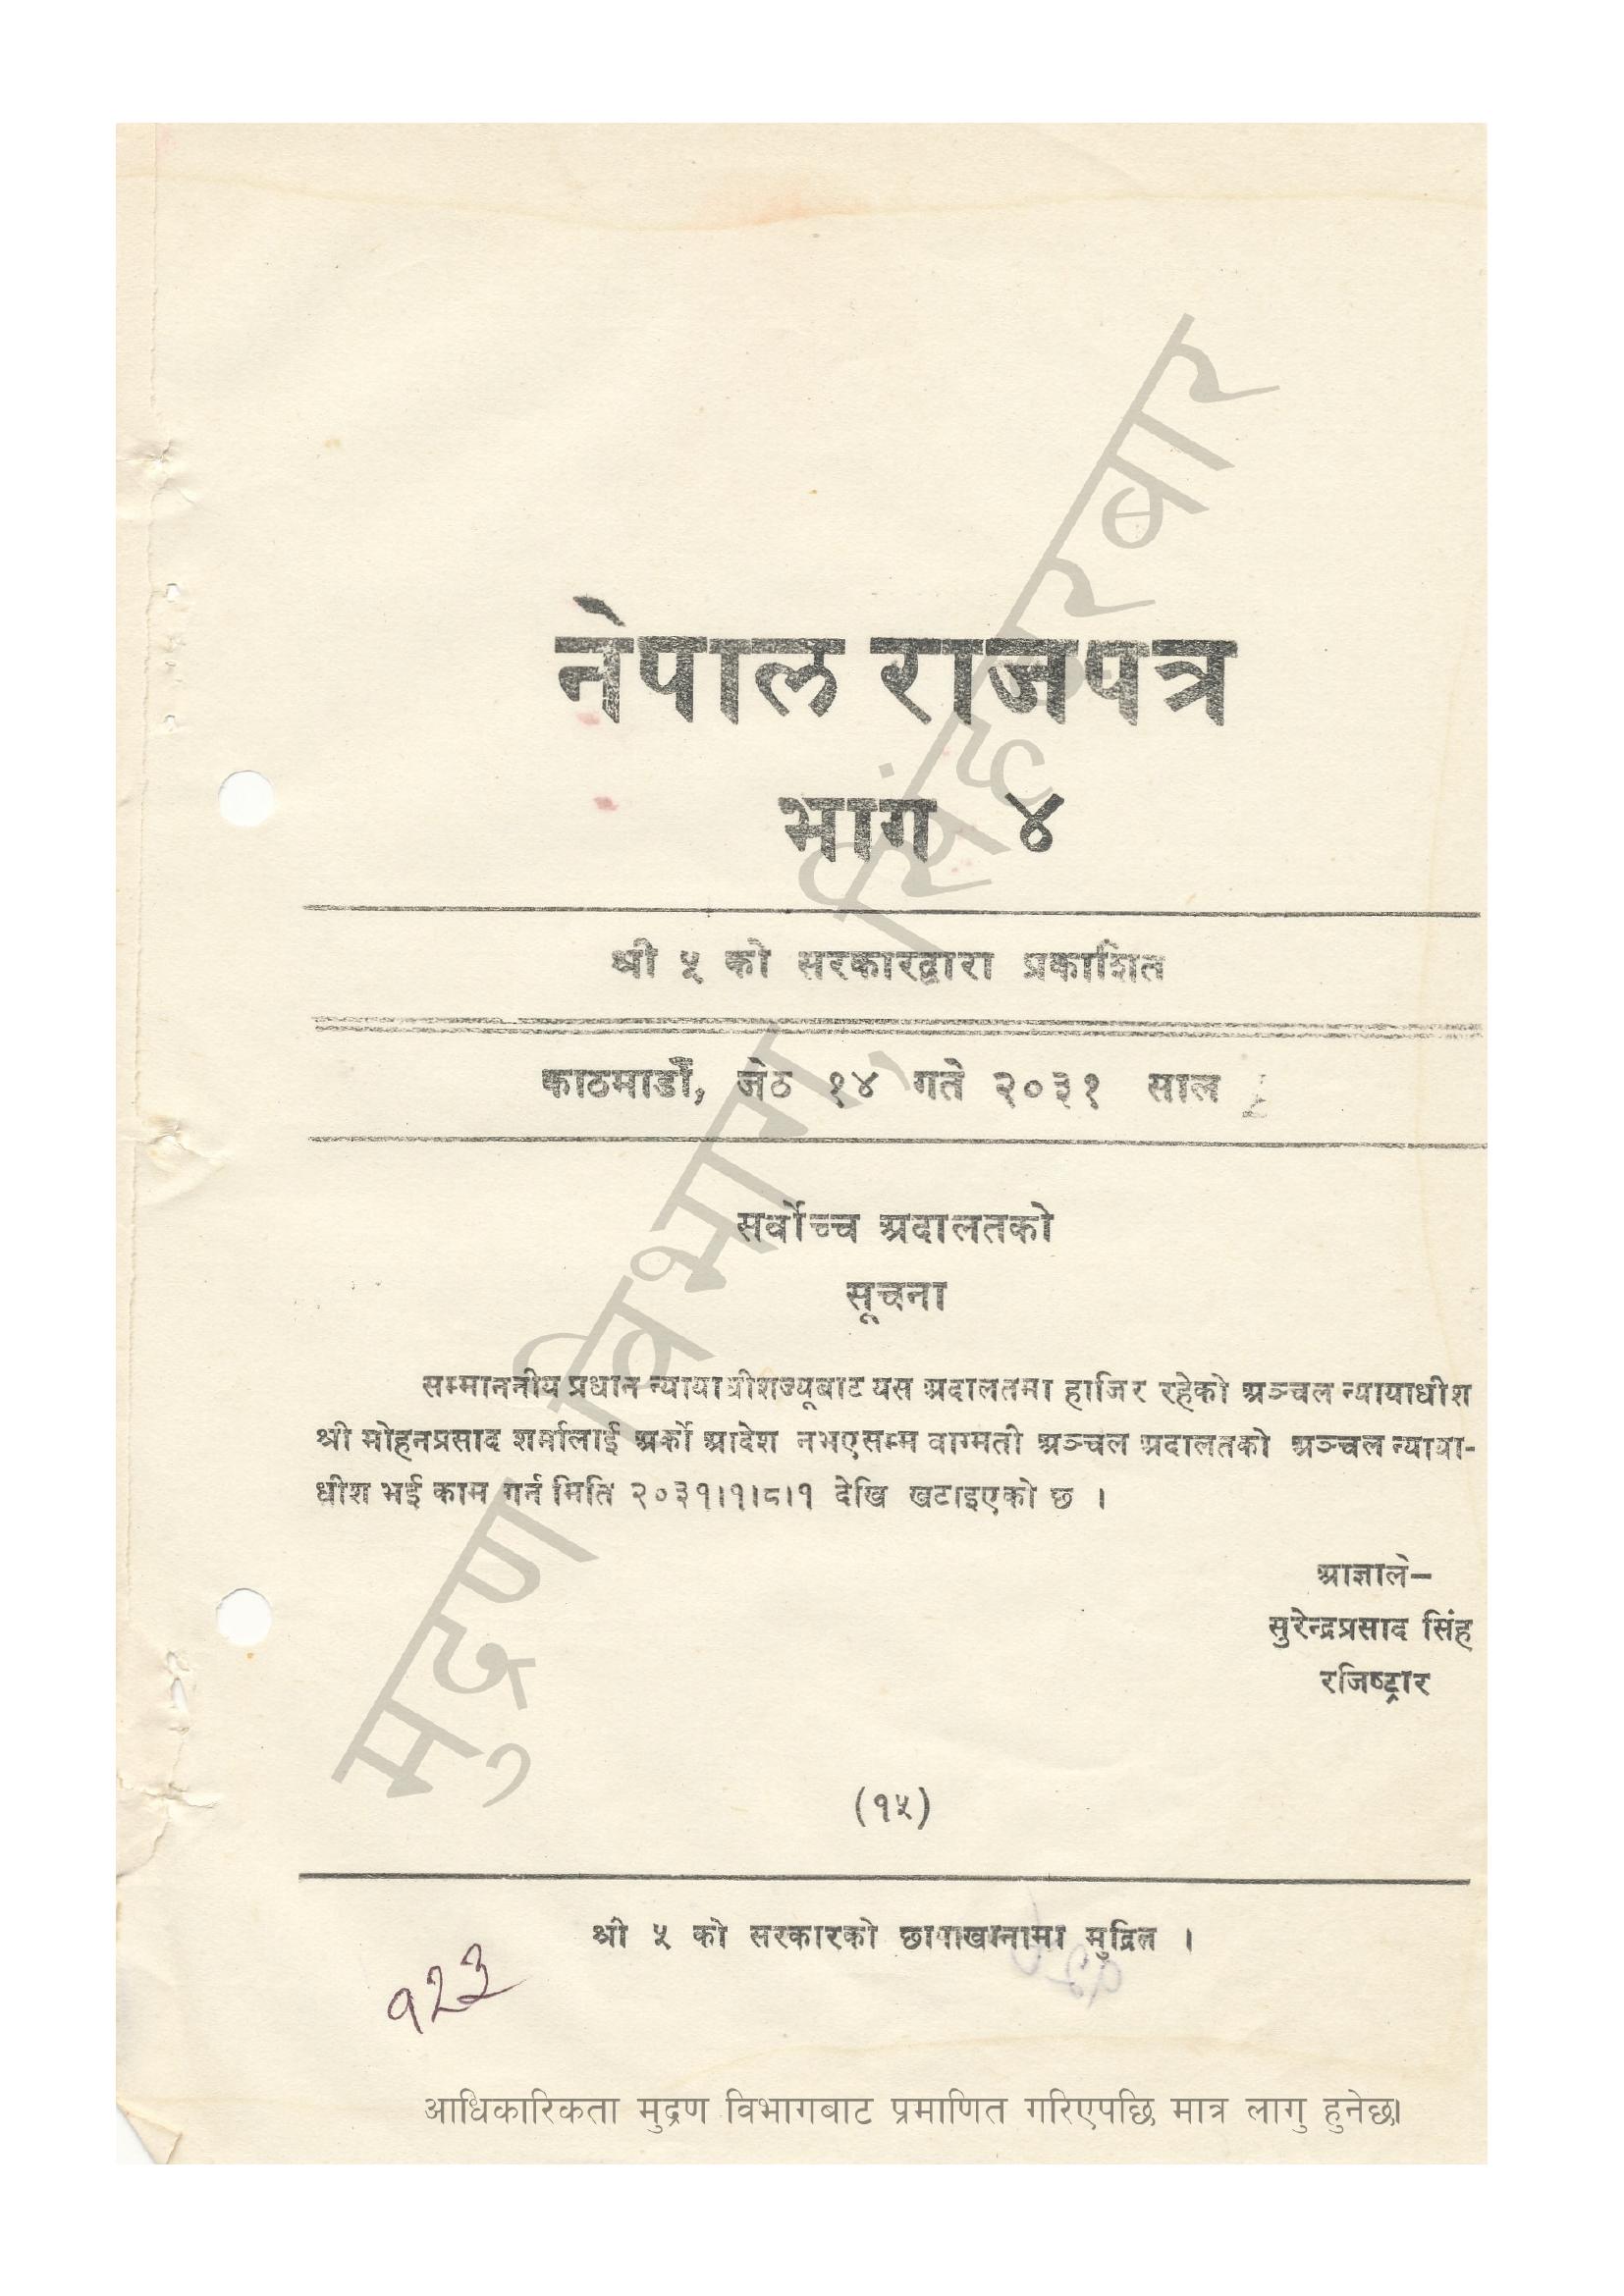 नेपाल राजपत्र
भाग ४
श्री ५ को सरकारद्वारा प्रकाशित
काठमाडौं, जेठ १४ गते २०३१ साल
सर्वोच्च अदालतको
सूचना
सम्माननीय प्रधान न्यायाधीशज्यूबाट यस अदालतमा हाजिर रहेको अञ्चल न्यायाधीश
श्री मोहनप्रसाद शर्मालाई अर्को आदेश नभएसम्म वाग्मती अञ्चल अदालतको अञ्चल न्याया-
धीश भई काम गर्न मिति २०३१।१।८।१ देखि खटाइएको छ ।
आज्ञाले–
सुरेन्द्रप्रसाद सिंह
रजिष्ट्रार
(१५)
श्री ५ को सरकारको छापाखानामा मुद्रित ।
१२३
आधिकारिकता मुद्रण विभागबाट प्रमाणित गरिएपछि मात्र लागु हुनेछ।
मुद्रण विभाग, सिंहदरबार